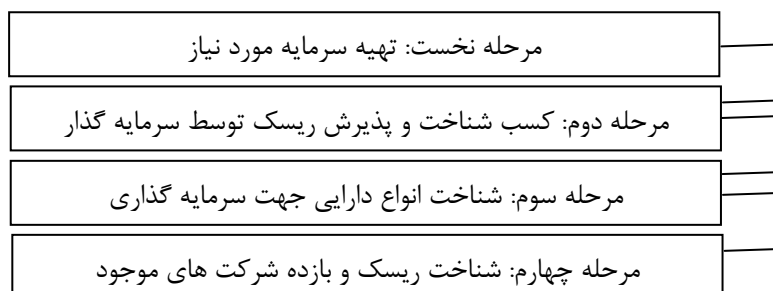 مرحله نخست: تهیه سرمایه مورد نیاز
مرحله دوم: کسب شناخت و پذیرش ریسک توسط سرمایه گذار
مرحله سوم: شناخت انواع دارایی جهت سرمایه گذاری
مرحله چهارم: شناخت ریسک و بازده شرکت های موجود